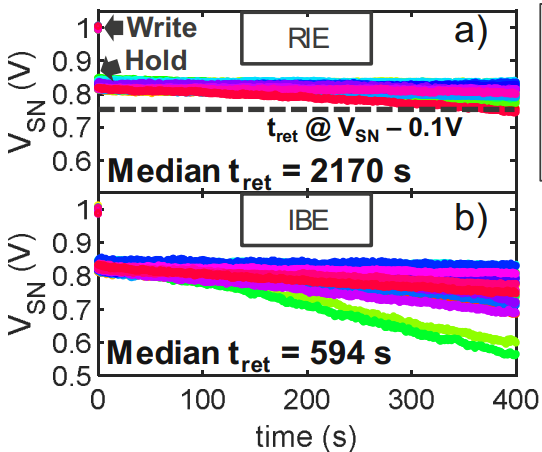 1
0.9
0.8
0.7
0.6
V_SN (V)
Write
Hold
RIE
a)
t_ret @ V_SN – 0.1V
Median t_ret = 2170 s
1
0.9
0.8
0.7
0.6
0.5
V_SN (V)
IBE
b)
Median t_ret = 594 s
0 100 200 300 400
time (s)